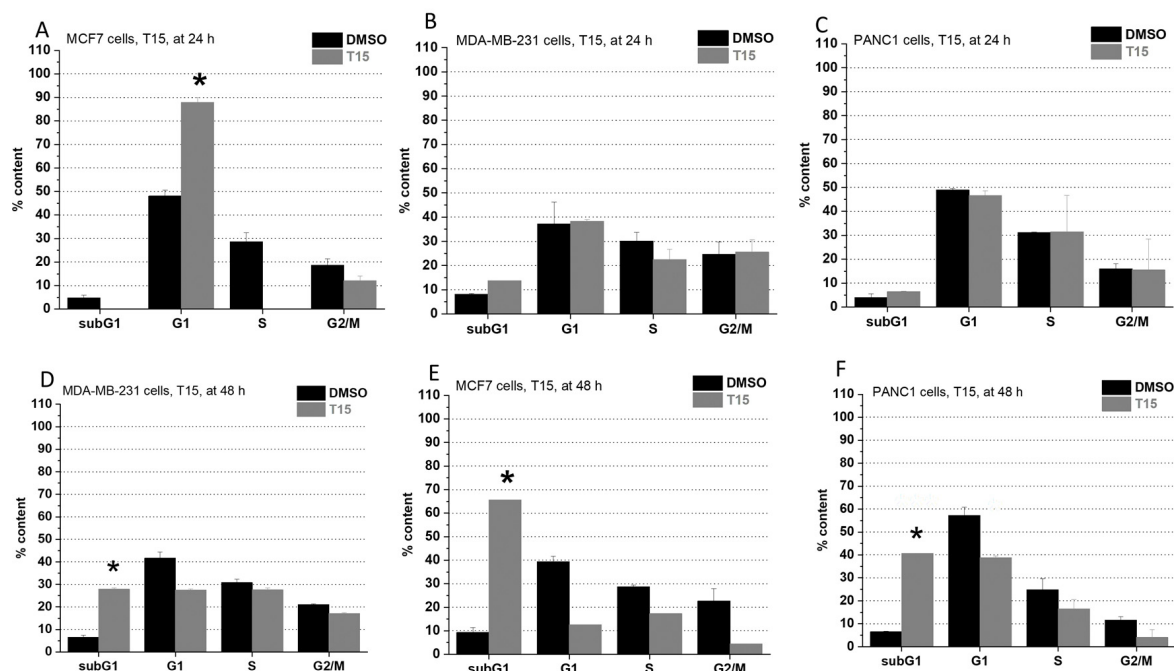 A
MCF7 cells, T15, at 24 h
DMSO
T15
% content
110
100
90
80
70
60
50
40
30
20
10
0
*
subG1 G1 S G2/M
B
MDA-MB-231 cells, T15, at 24 h
DMSO
T15
% content
110
100
90
80
70
60
50
40
30
20
10
0
subG1 G1 S G2/M
C
PANC1 cells, T15, at 24 h
DMSO
T15
% content
110
100
90
80
70
60
50
40
30
20
10
0
subG1 G1 S G2/M
D
MDA-MB-231 cells, T15, at 48 h
DMSO
T15
% content
110
100
90
80
70
60
50
40
30
20
10
0
*
subG1 G1 S G2/M
E
MCF7 cells, T15, at 48 h
DMSO
T15
% content
110
100
90
80
70
60
50
40
30
20
10
0
*
subG1 G1 S G2/M
F
PANC1 cells, T15, at 48 h
DMSO
T15
% content
110
100
90
80
70
60
50
40
30
20
10
0
*
subG1 G1 S G2/M